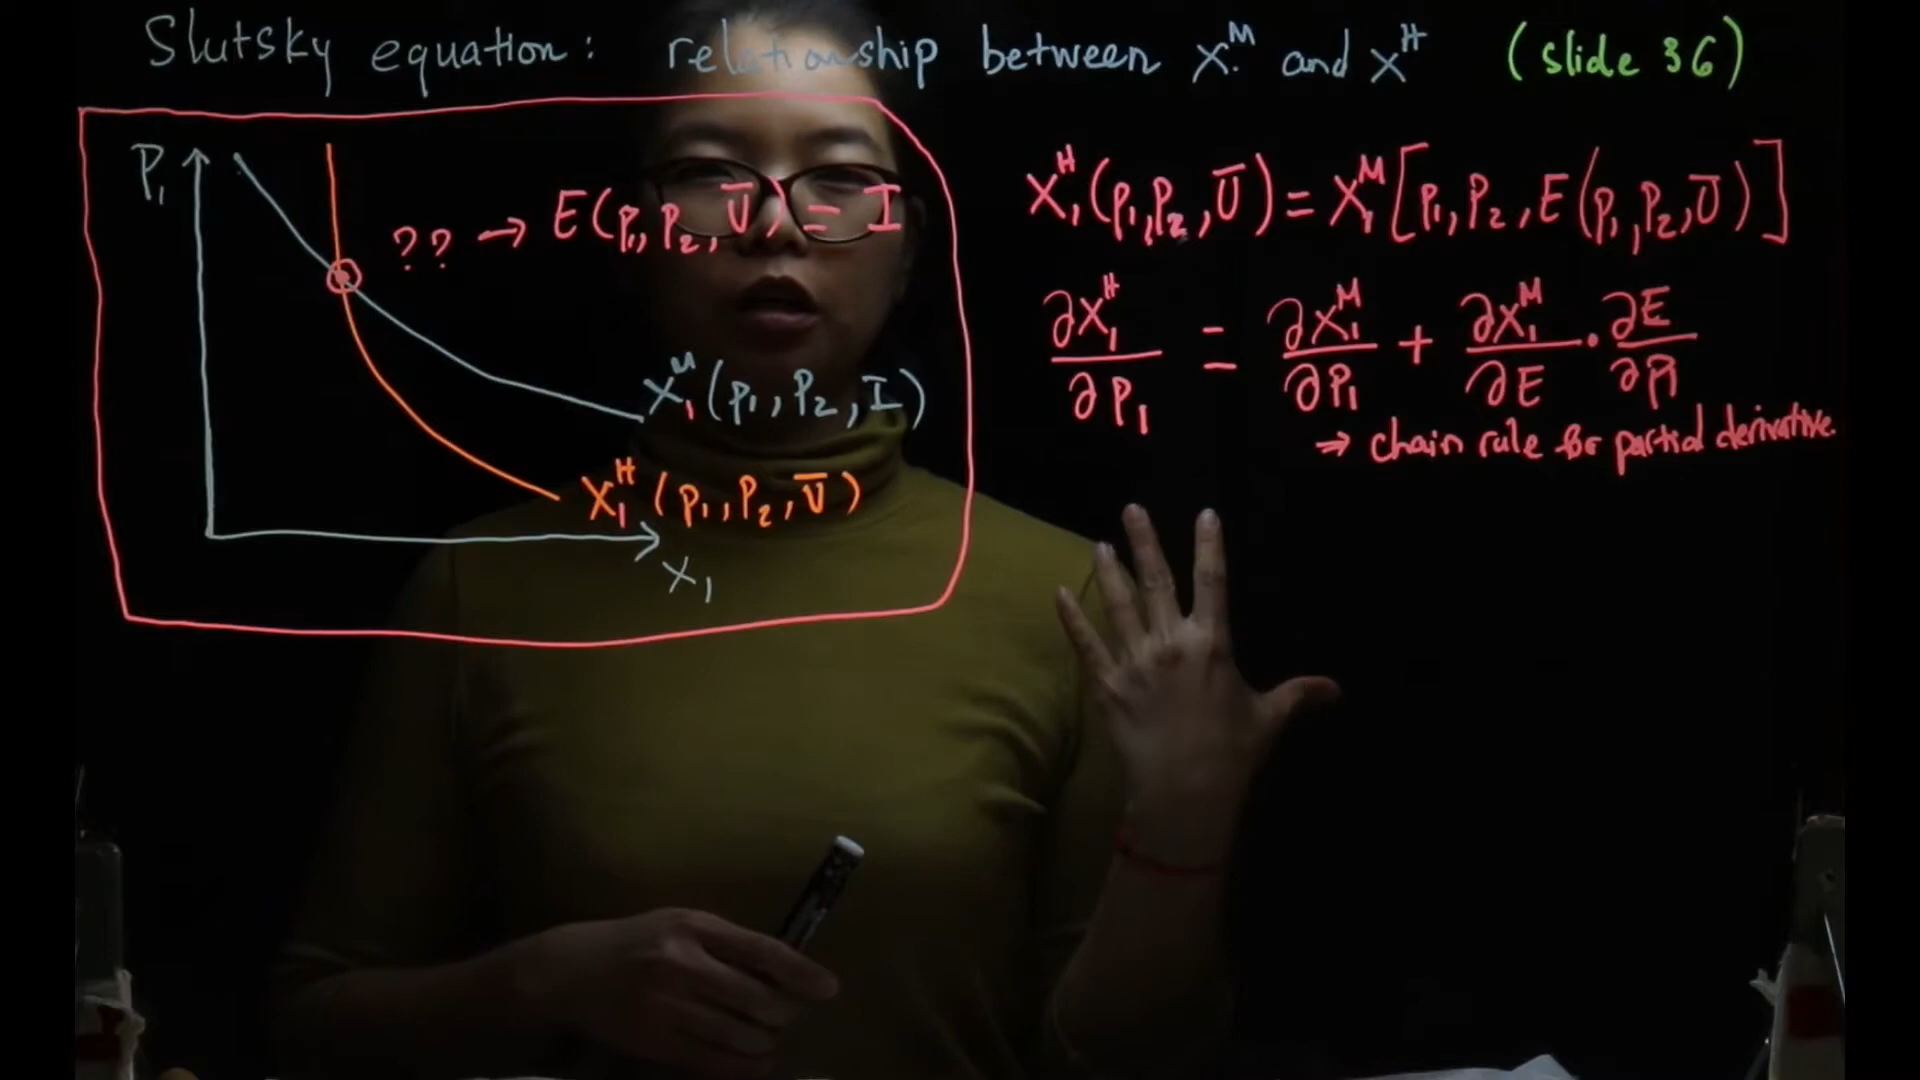 Slutsky equation: relationship between X^M and X^H (slide 36)
P₁
?? → E(P₁, P₂, U̅) = I
X₁^M (P₁, P₂, I)
X₁^H (P₁, P₂, U̅)
X₁
X₁^H (P₁, P₂, U̅) = X₁^M [P₁, P₂, E(P₁, P₂, U̅)]
∂X₁^H / ∂P₁ = ∂X₁^M / ∂P₁ + ∂X₁^M / ∂E · ∂E / ∂P₁
→ chain rule for partial derivative.